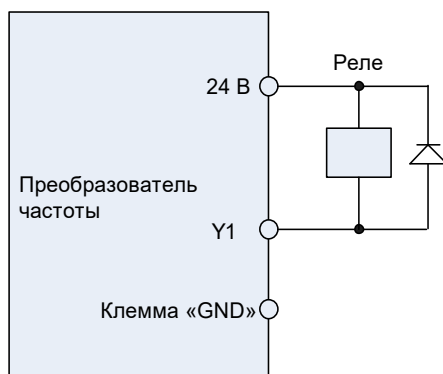 Реле
24 В
Преобразователь
частоты
Y1
Клемма «GND»